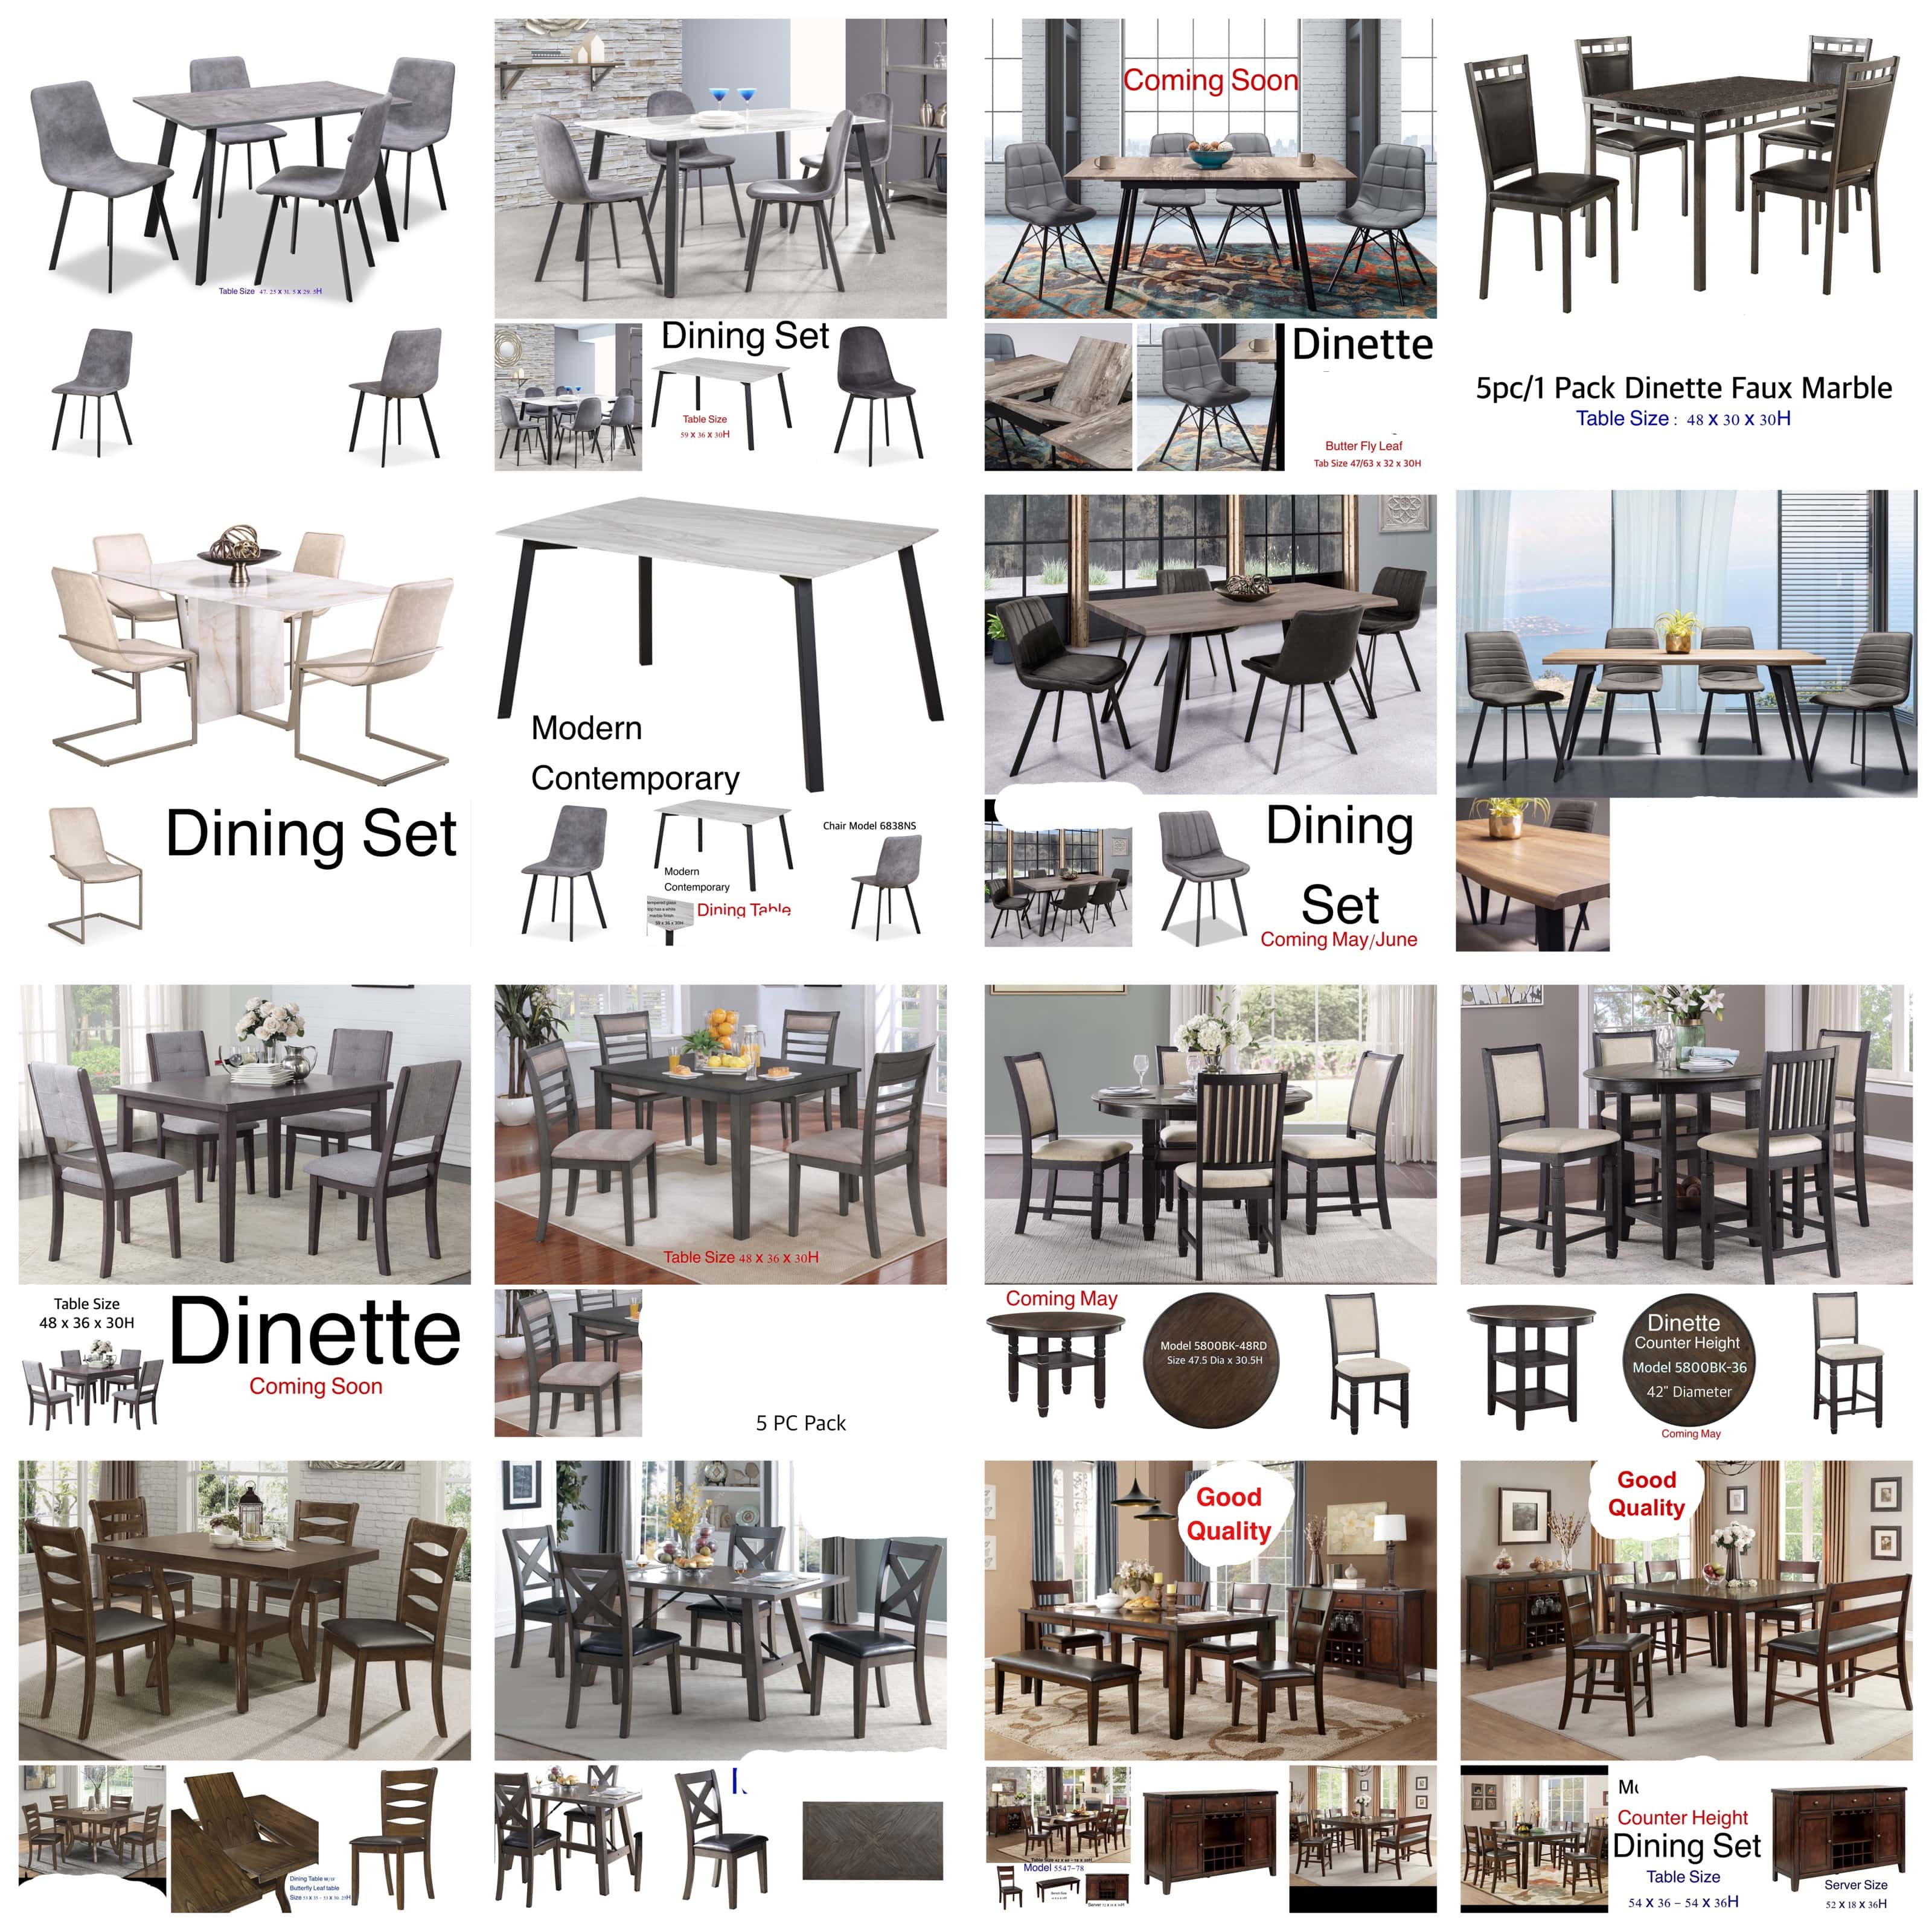 Table Size 47.25 x 31.5 x 29.5H
Dining Set
Table Size
59 x 36 x 30H
Coming Soon
Dinette
Butter Fly Leaf
Tab Size 47/63 x 32 x 30H
5pc/1 Pack Dinette Faux Marble
Table Size : 48 x 30 x 30H
Dining Set
Modern
Contemporary
Chair Model 6838NS
Modern
Contemporary
Dining Table
Dining
Set
Coming May/June
Table Size
48 x 36 x 30H
Dinette
Coming Soon
Table Size 48 x 36 x 30H
5 PC Pack
Coming May
Model 5800BK-48RD
Size 47.5 Dia x 30.5H
Dinette
Counter Height
Model 5800BK-36
42" Diameter
Coming May
Dining Table w/18"
Butterfly Leaf table
Good
Quality
Model 5547-78
Good
Quality
Counter Height
Dining Set
Table Size
54 x 36 - 54 x 36H
Server Size
52 x 18 x 36H